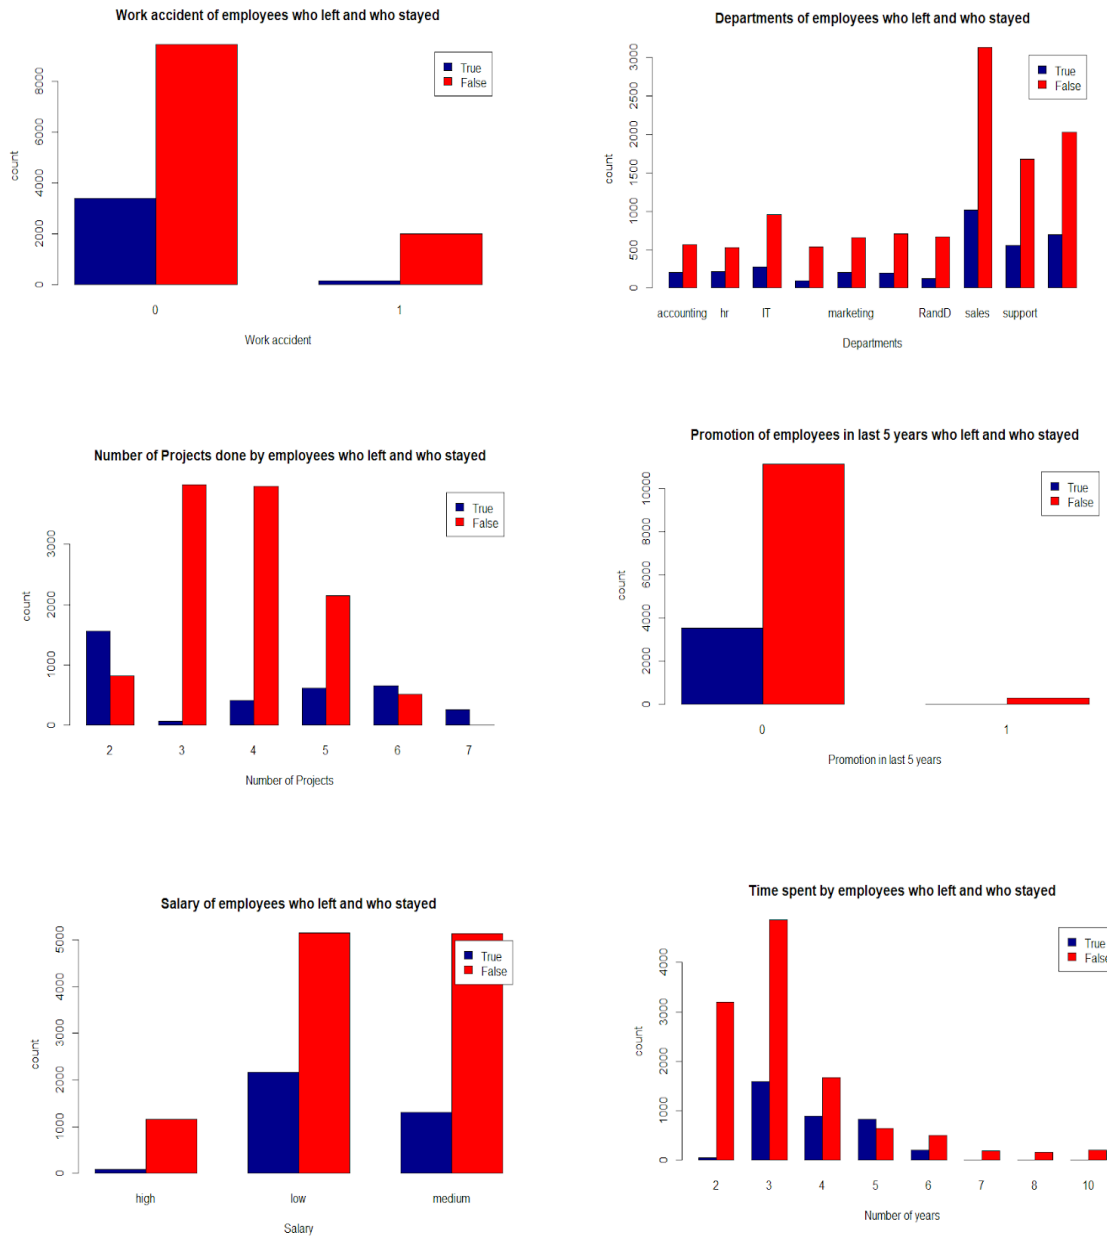 Work accident of employees who left and who stayed
True
False
count
8000
6000
4000
2000
0
0 1
Work accident
Departments of employees who left and who stayed
True
False
count
3000
2500
2000
1500
1000
500
0
accounting hr IT marketing RandD sales support
Departments
Number of Projects done by employees who left and who stayed
True
False
count
3000
2000
1000
0
2 3 4 5 6 7
Number of Projects
Promotion of employees in last 5 years who left and who stayed
True
False
count
10000
8000
6000
4000
2000
0
0 1
Promotion in last 5 years
Salary of employees who left and who stayed
True
False
count
5000
4000
3000
2000
1000
0
high low medium
Salary
Time spent by employees who left and who stayed
True
False
count
4000
3000
2000
1000
0
2 3 4 5 6 7 8 10
Number of years